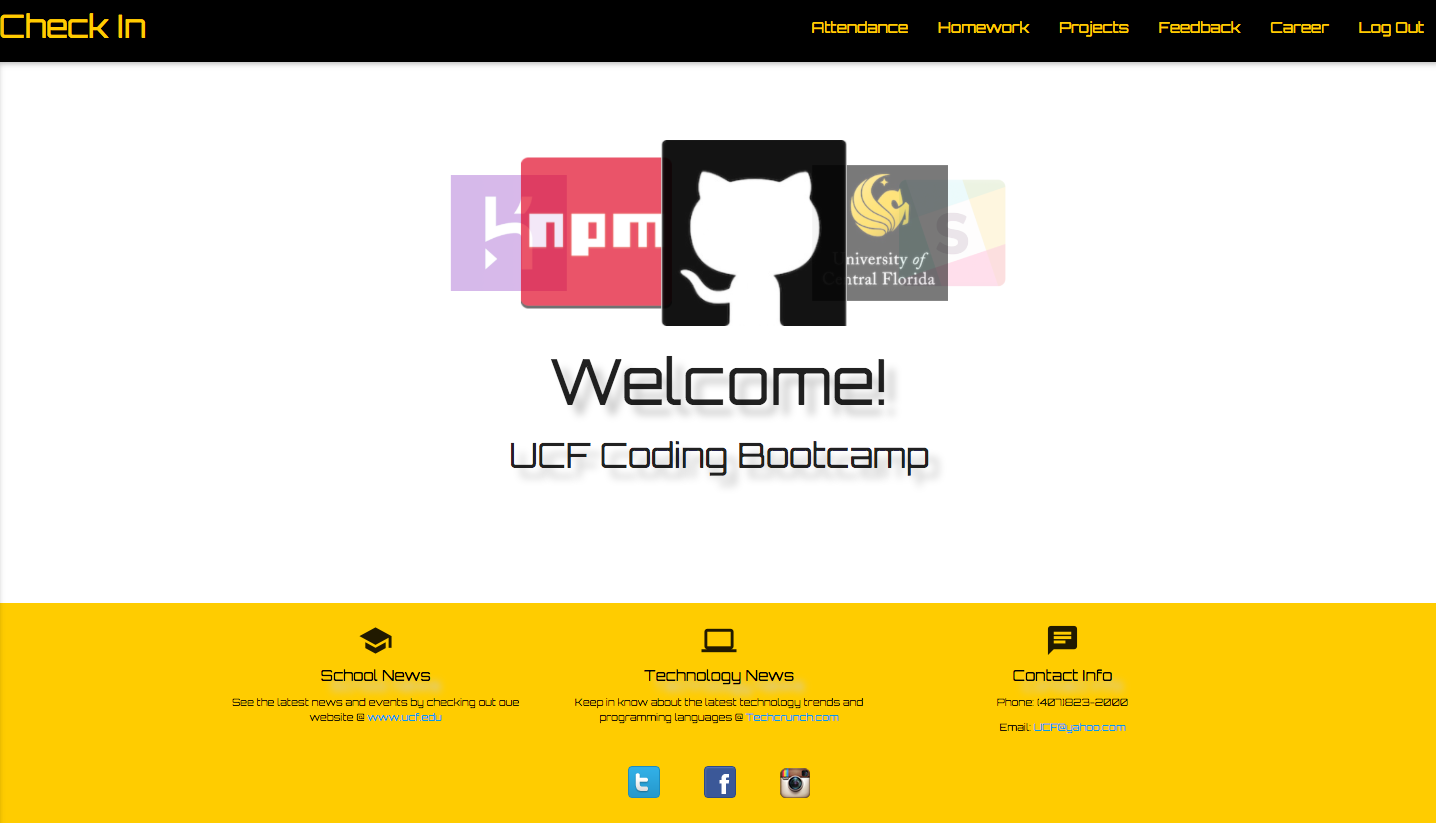 Check In
Attendance Homework Projects Feedback Career Log Out
npm
S
University of
Central Florida
Welcome!
UCF Coding Bootcamp
School News
See the latest news and events by checking out oue
website @ www.ucf.edu
Technology News
Keep in know about the latest technology trends and
programming languages @ Techcrunch.com
Contact Info
Phone: (407)823-2000
Email: UCF@yahoo.com